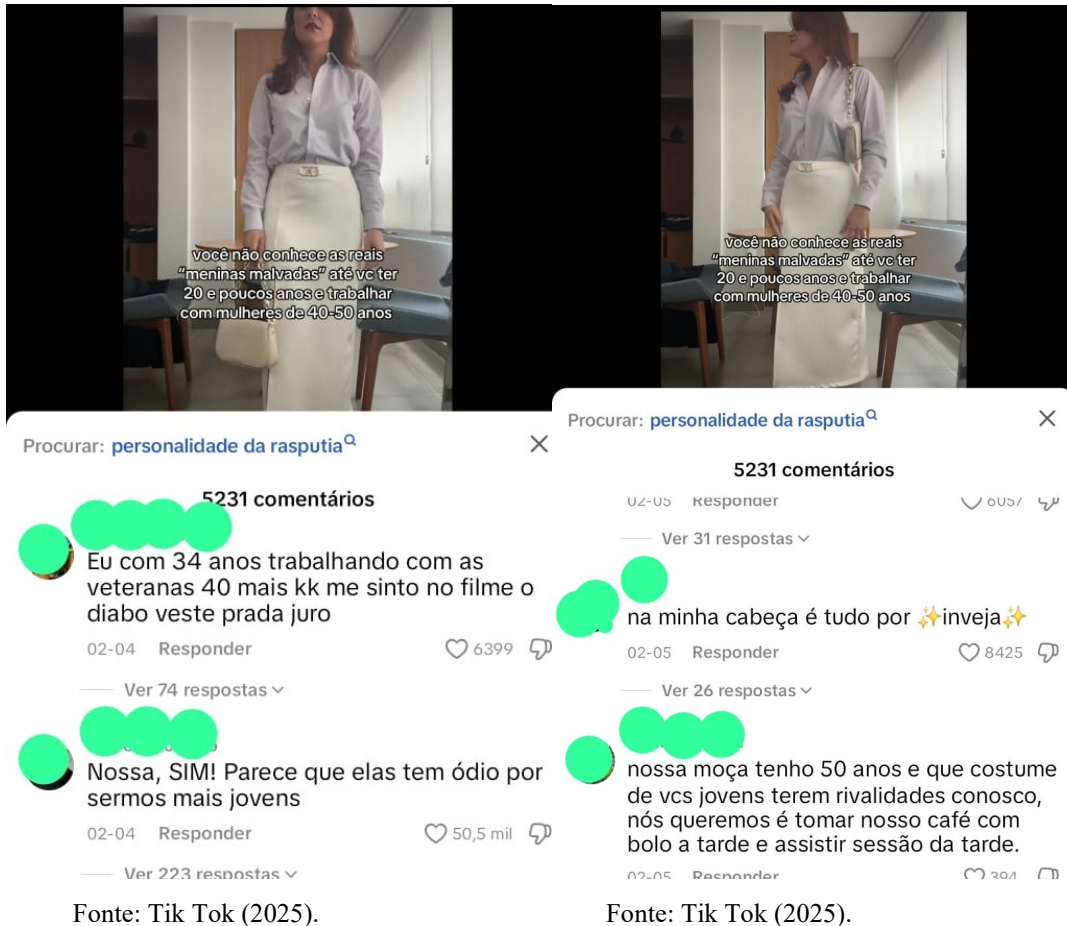 você não conhece as reais
“meninas malvadas” até vc ter
20 e poucos anos e trabalhar
com mulheres de 40-50 anos
Procurar: personalidade da rasputia
5231 comentários
Eu com 34 anos trabalhando com as
veteranas 40 mais kk me sinto no filme o
diabo veste prada juro
02-04 Responder 6399
Ver 74 respostas
Nossa, SIM! Parece que elas tem ódio por
sermos mais jovens
02-04 Responder 50,5 mil
Ver 223 respostas
Fonte: Tik Tok (2025).
você não conhece as reais
“meninas malvadas” até vc ter
20 e poucos anos e trabalhar
com mulheres de 40-50 anos
Procurar: personalidade da rasputia
5231 comentários
02-05 Responder 6057
Ver 31 respostas
na minha cabeça é tudo por ✨inveja✨
02-05 Responder 8425
Ver 26 respostas
nossa moça tenho 50 anos e que costume
de vcs jovens terem rivalidades conosco,
nós queremos é tomar nosso café com
bolo a tarde e assistir sessão da tarde.
02-05 Responder 394
Fonte: Tik Tok (2025).